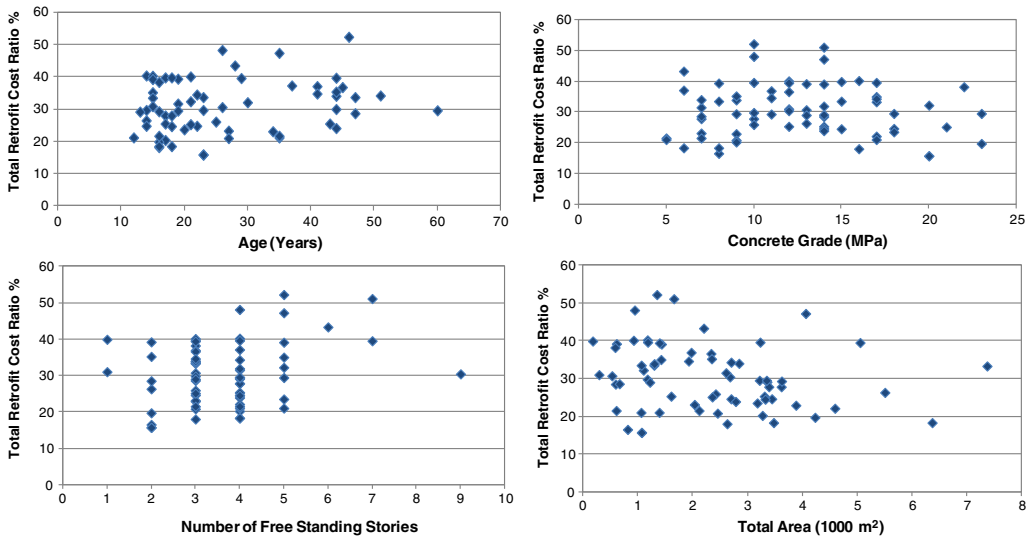 Total Retrofit Cost Ratio %
60
50
40
30
20
10
0
0 10 20 30 40 50 60 70
Age (Years)
Total Retrofit Cost Ratio %
60
50
40
30
20
10
0
0 5 10 15 20 25
Concrete Grade (MPa)
Total Retrofit Cost Ratio %
60
50
40
30
20
10
0
0 1 2 3 4 5 6 7 8 9 10
Number of Free Standing Stories
Total Retrofit Cost Ratio %
60
50
40
30
20
10
0
0 1 2 3 4 5 6 7 8
Total Area (1000 m²)